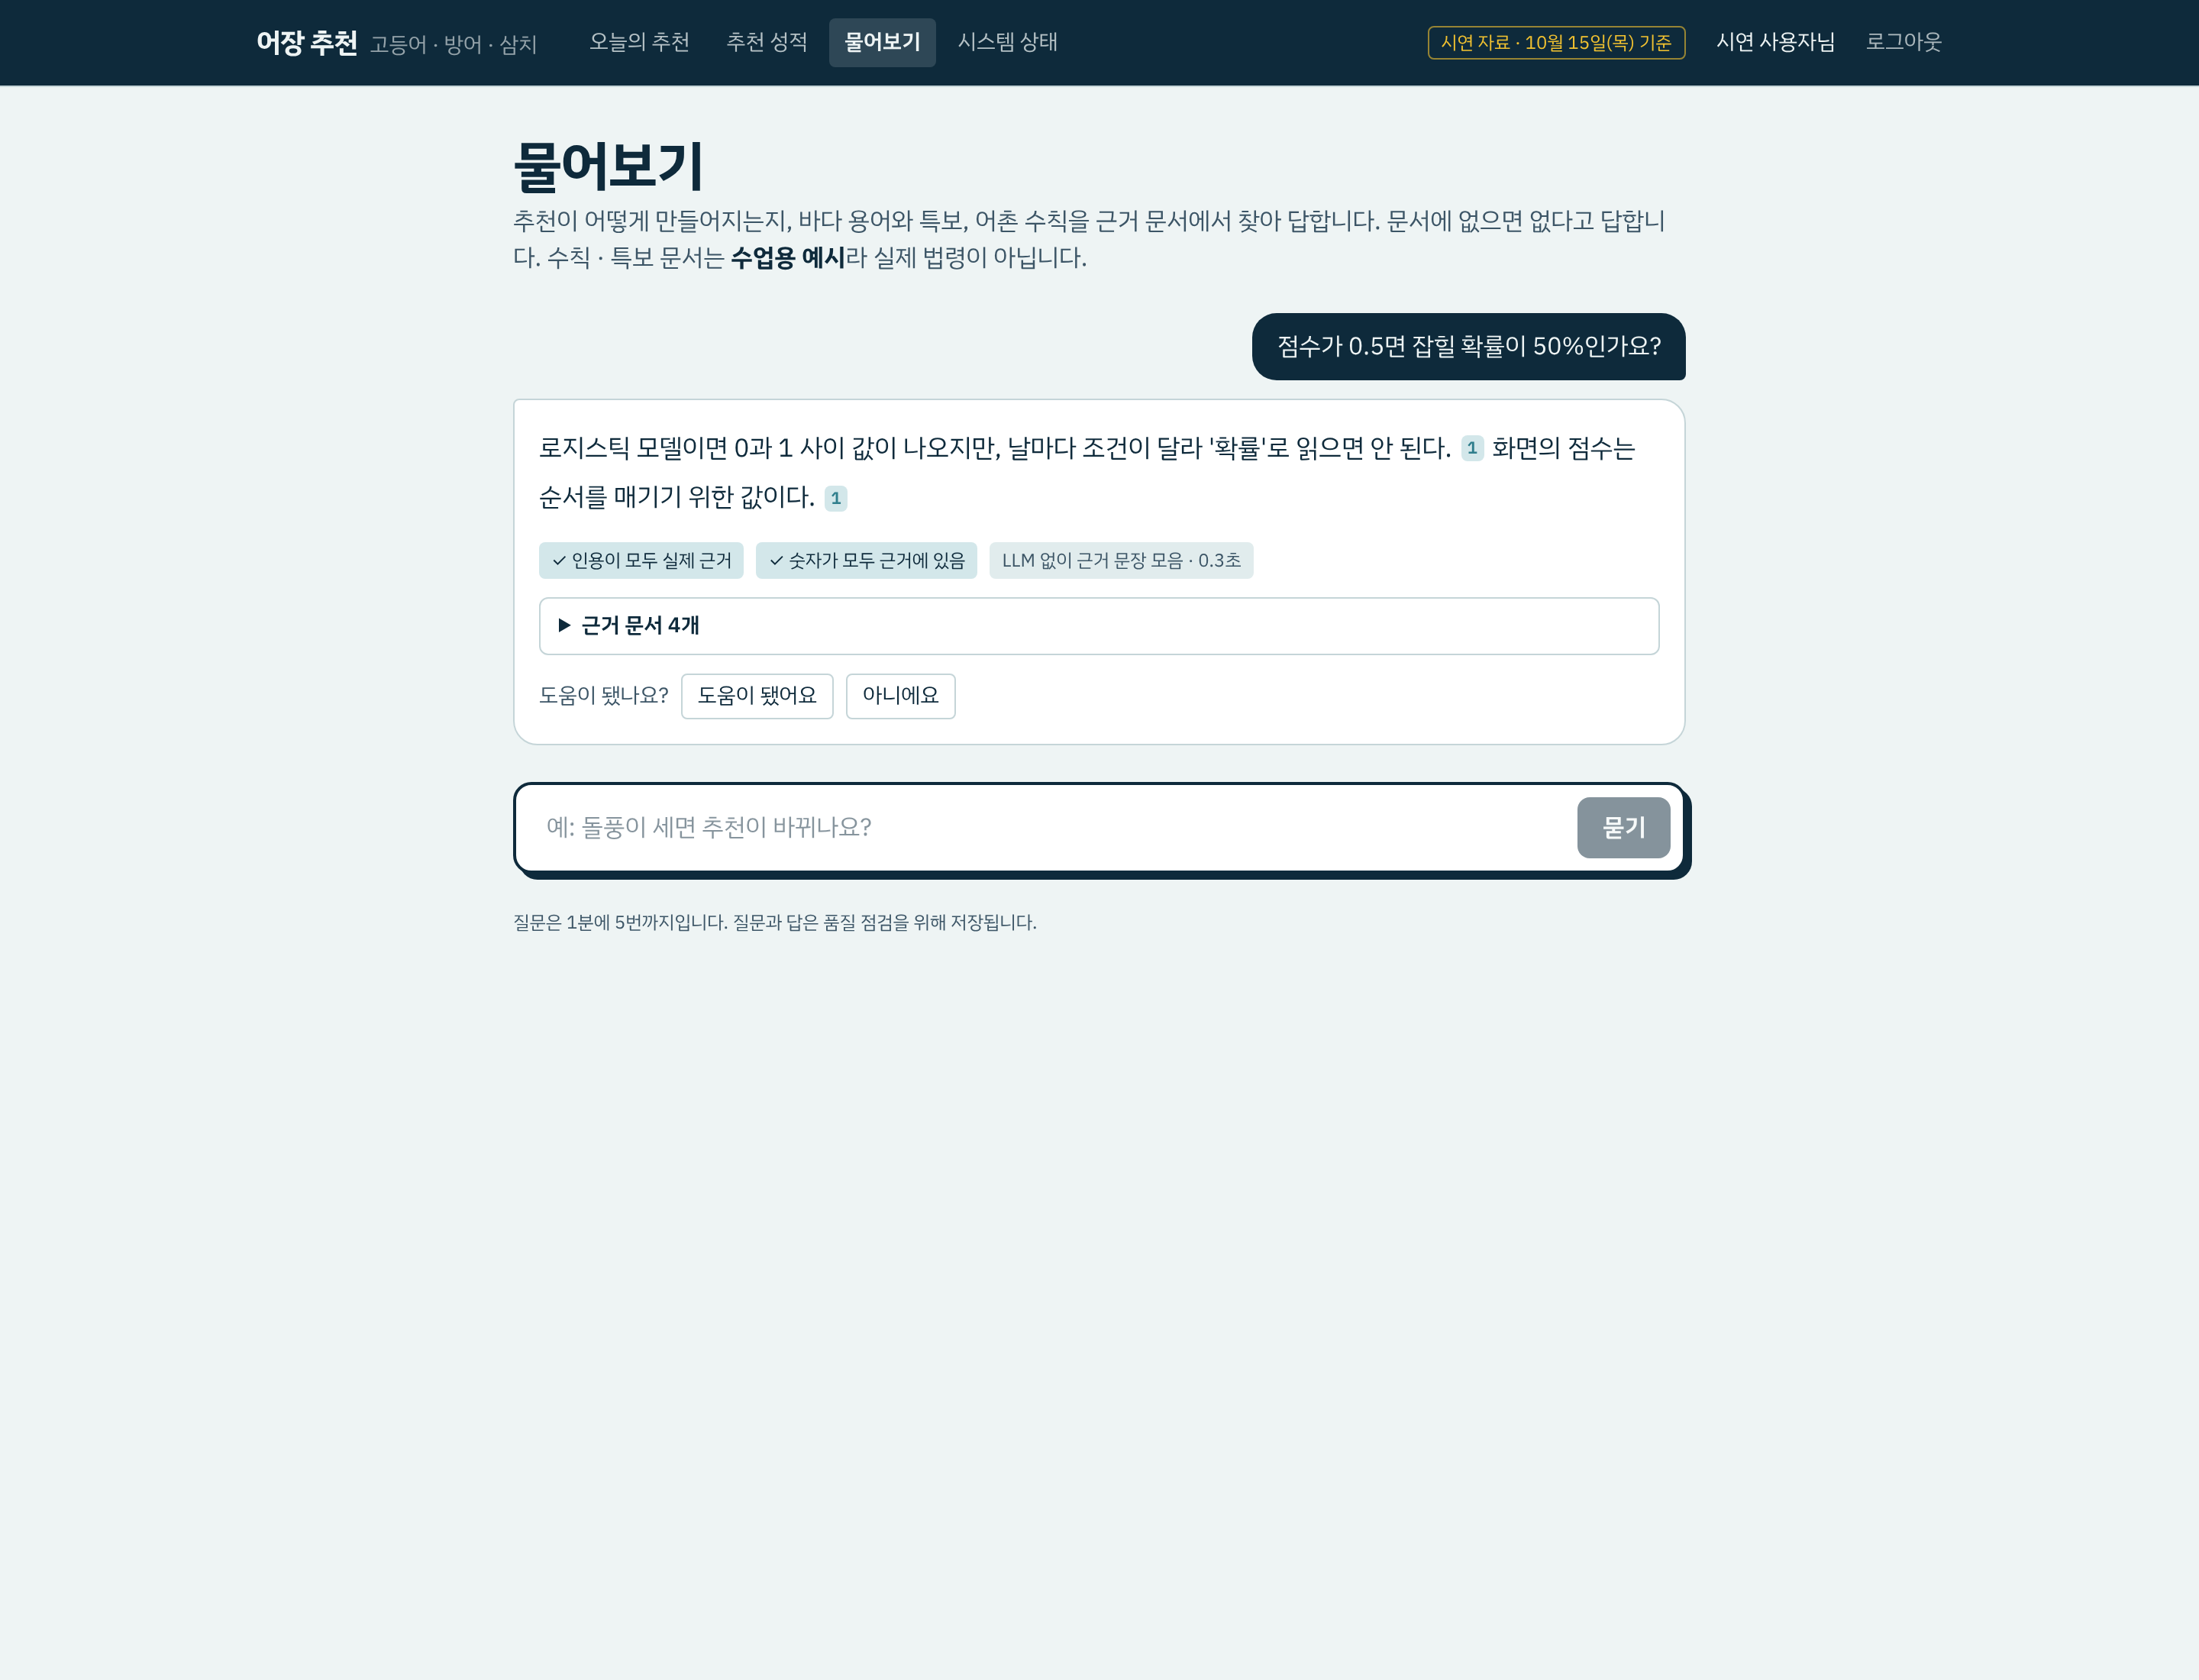 어장 추천 고등어 · 방어 · 삼치 오늘의 추천 추천 성적 물어보기 시스템 상태 시연 자료 · 10월 15일(목) 기준 시연 사용자님 로그아웃
물어보기
추천이 어떻게 만들어지는지, 바다 용어와 특보, 어촌 수칙을 근거 문서에서 찾아 답합니다. 문서에 없으면 없다고 답합니
다. 수칙 · 특보 문서는 수업용 예시라 실제 법령이 아닙니다.
점수가 0.5면 잡힐 확률이 50%인가요?
로지스틱 모델이면 0과 1 사이 값이 나오지만, 날마다 조건이 달라 '확률'로 읽으면 안 된다. 1 화면의 점수는
순서를 매기기 위한 값이다. 1
✓ 인용이 모두 실제 근거 ✓ 숫자가 모두 근거에 있음 LLM 없이 근거 문장 모음 · 0.3초
▶ 근거 문서 4개
도움이 됐나요? 도움이 됐어요 아니에요
예: 돌풍이 세면 추천이 바뀌나요? 묻기
질문은 1분에 5번까지입니다. 질문과 답은 품질 점검을 위해 저장됩니다.